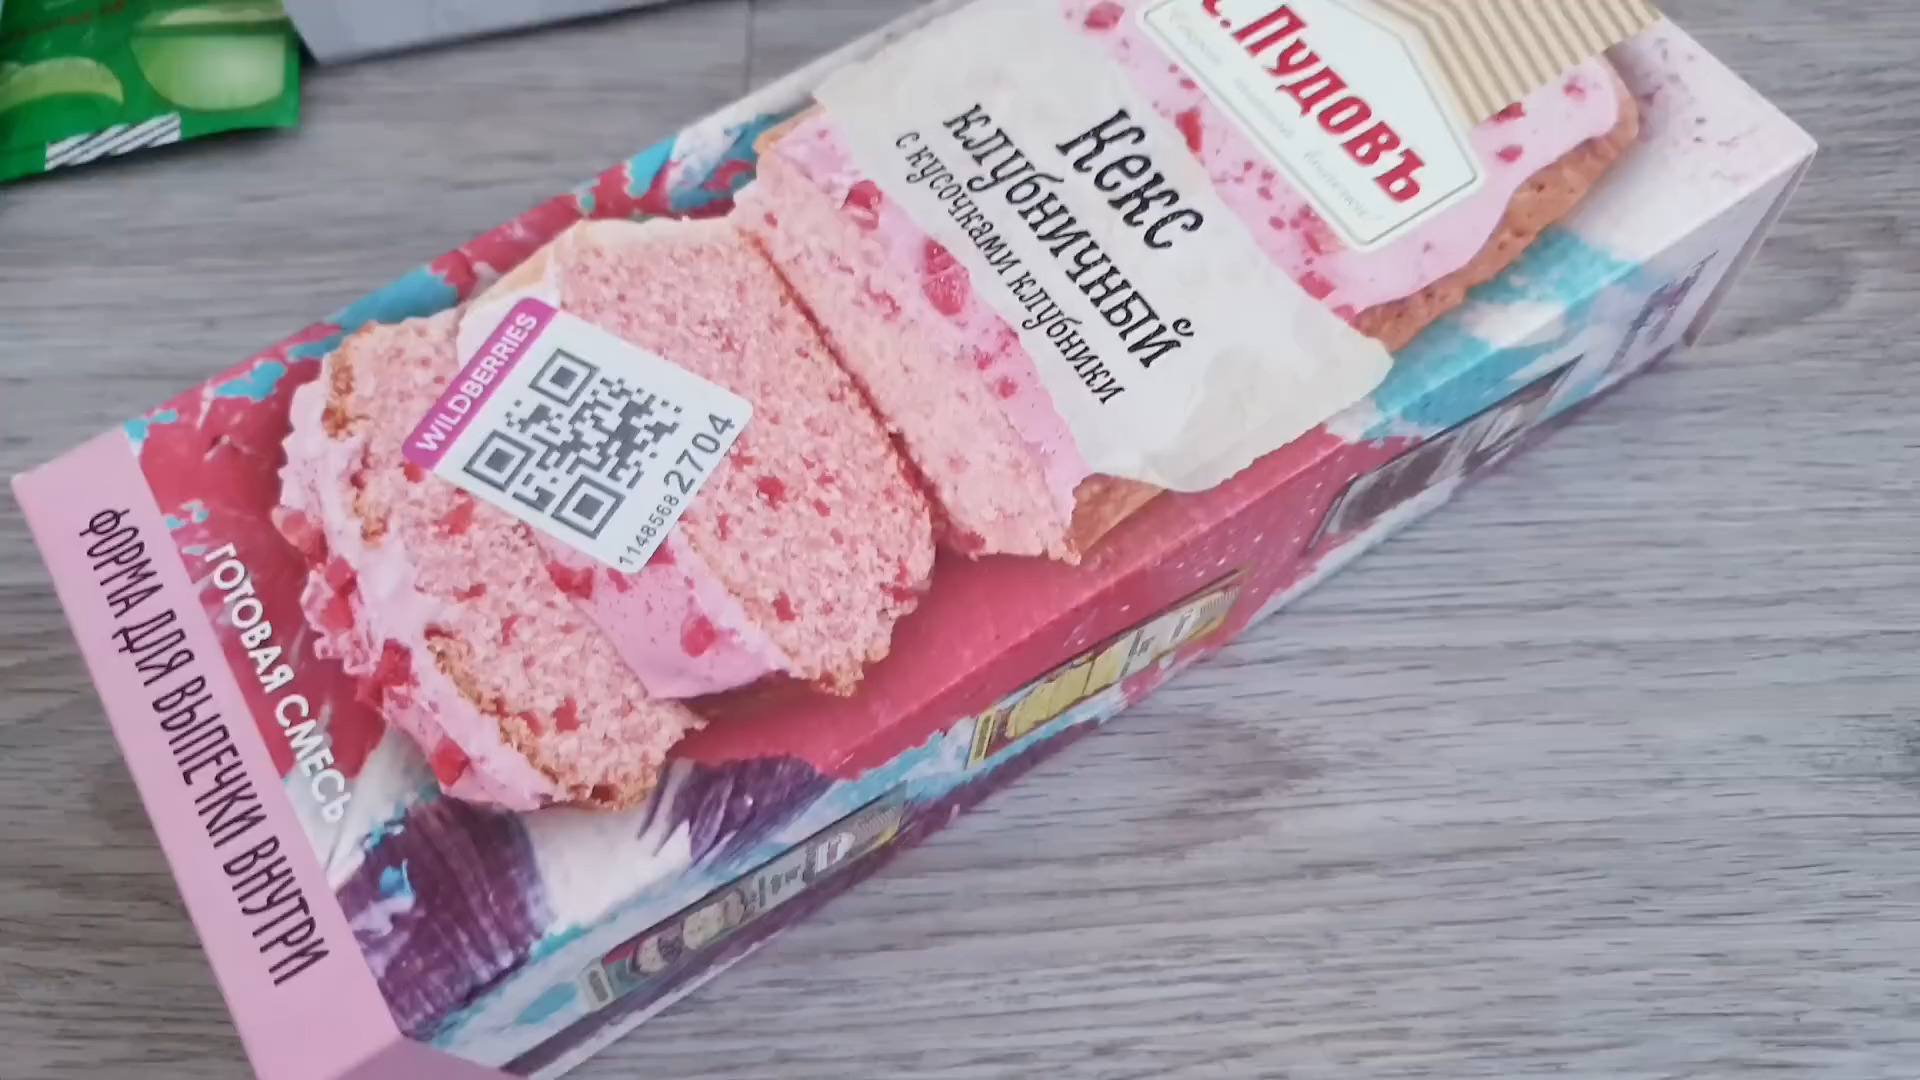 С.ПУДОВЪ
Кекс
клубничный
с кусочками клубники
WILDBERRIES
1148568 2704
ГОТОВАЯ СМЕСЬ
ФОРМА ДЛЯ ВЫПЕЧКИ ВНУТРИ